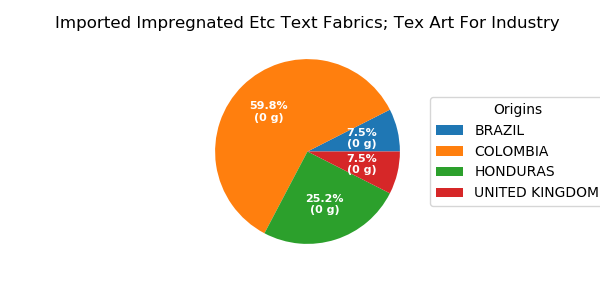 Imported Impregnated Etc Text Fabrics; Tex Art For Industry
59.8%
(0 g)
7.5%
(0 g)
7.5%
(0 g)
25.2%
(0 g)
Origins
BRAZIL
COLOMBIA
HONDURAS
UNITED KINGDOM